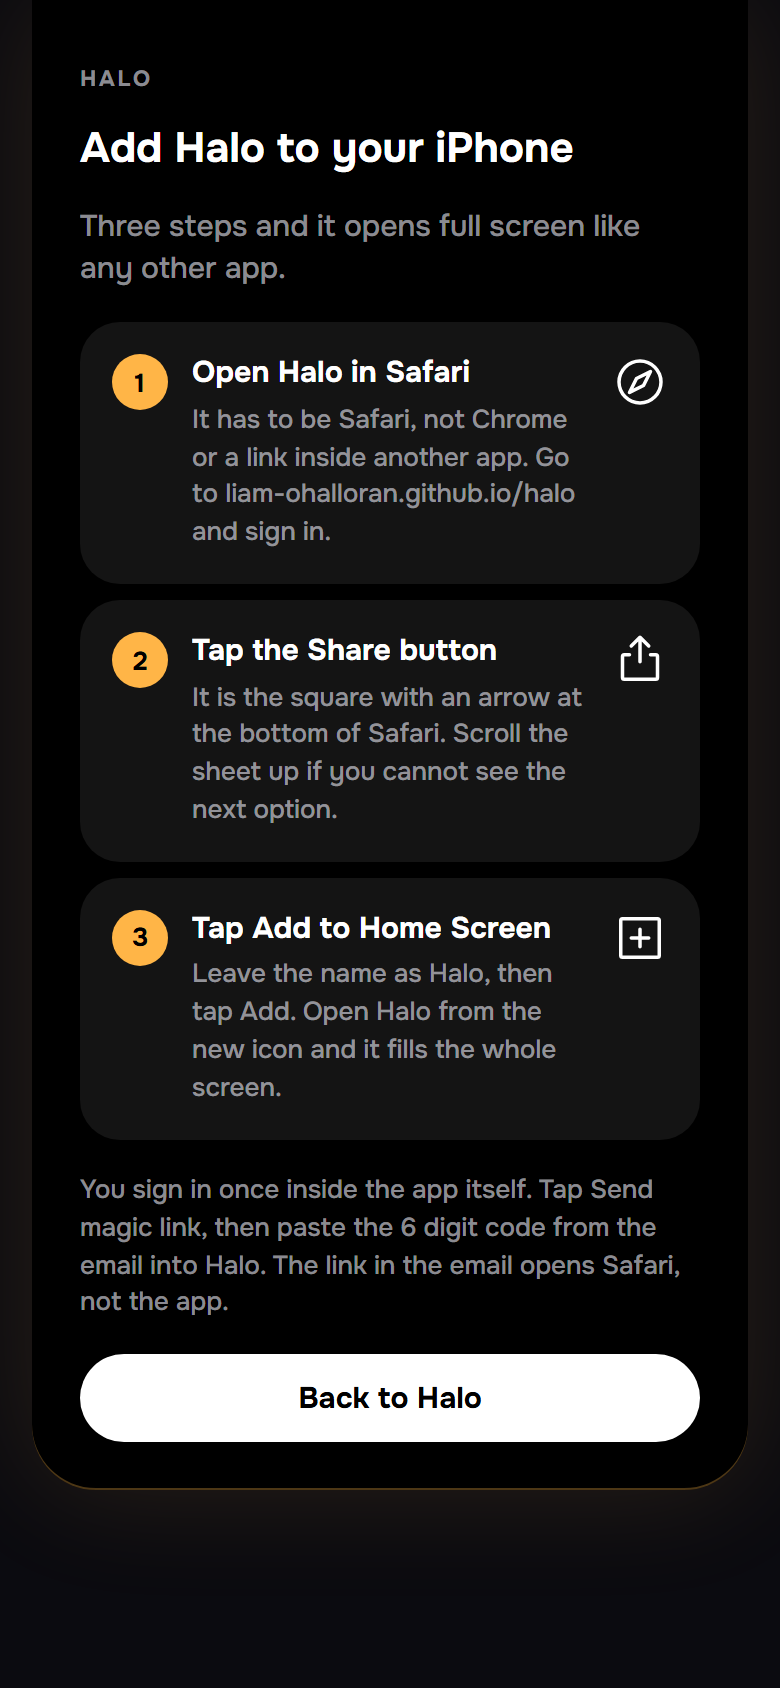 HALO
Add Halo to your iPhone
Three steps and it opens full screen like
any other app.
1
Open Halo in Safari
It has to be Safari, not Chrome
or a link inside another app. Go
to liam-ohalloran.github.io/halo
and sign in.
2
Tap the Share button
It is the square with an arrow at
the bottom of Safari. Scroll the
sheet up if you cannot see the
next option.
3
Tap Add to Home Screen
Leave the name as Halo, then
tap Add. Open Halo from the
new icon and it fills the whole
screen.
You sign in once inside the app itself. Tap Send
magic link, then paste the 6 digit code from the
email into Halo. The link in the email opens Safari,
not the app.
Back to Halo